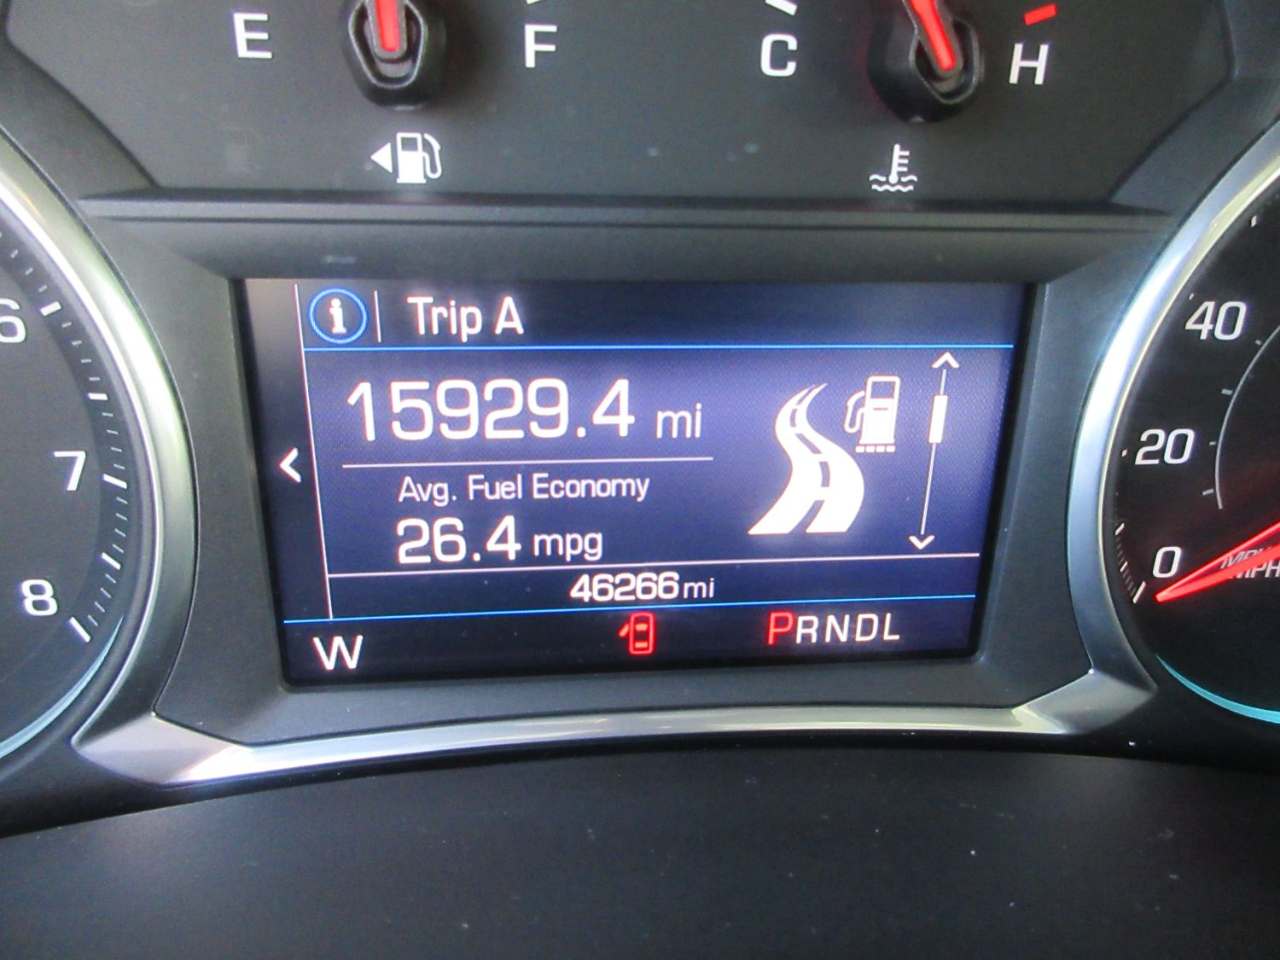 E F C H
Trip A
15929.4 mi
Avg. Fuel Economy
26.4 mpg
46266 mi
W PRNDL
6
7
8
40
20
0
MPH